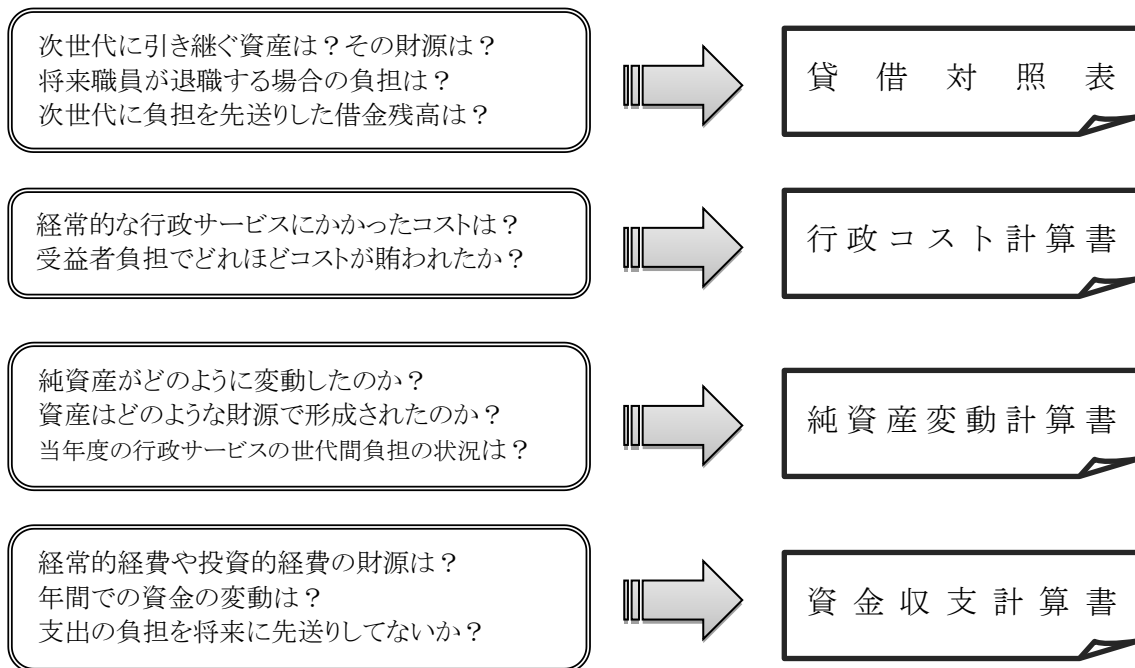 次世代に引き継ぐ資産は？その財源は？
将来職員が退職する場合の負担は？
次世代に負担を先送りした借金残高は？
貸借対照表
経常的な行政サービスにかかったコストは？
受益者負担でどれほどコストが賄われたか？
行政コスト計算書
純資産がどのように変動したのか？
資産はどのような財源で形成されたのか？
当年度の行政サービスの世代間負担の状況は？
純資産変動計算書
経常的経費や投資的経費の財源は？
年間での資金の変動は？
支出の負担を将来に先送りしてないか？
資金収支計算書